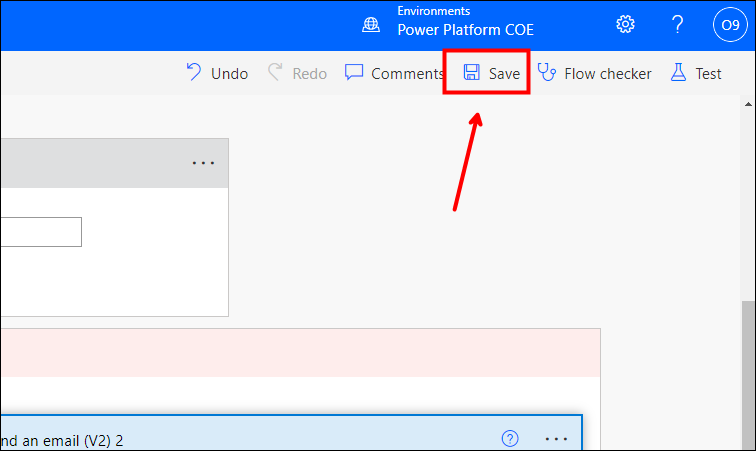 Environments
Power Platform COE
?
O9
Undo
Redo
Comments
Save
Flow checker
Test
nd an email (V2) 2
?